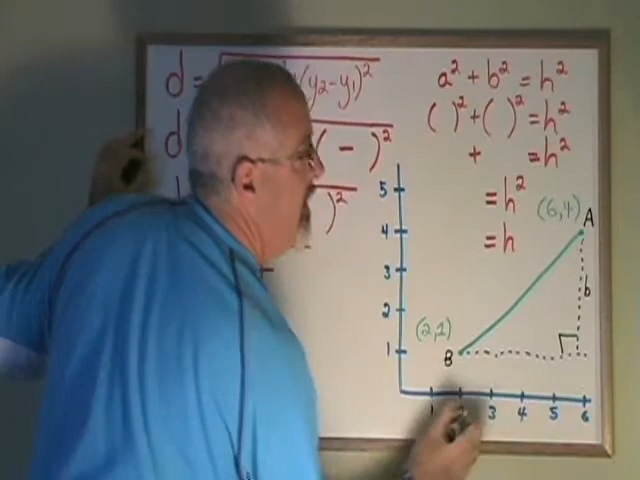 d = (y₂-y₁)²
d ( - )²
)²
a² + b² = h²
( )² + ( )² = h²
+ = h²
= h²
= h
(6,4) A
b
(2,1)
B
5
4
3
2
1
1 3 4 5 6